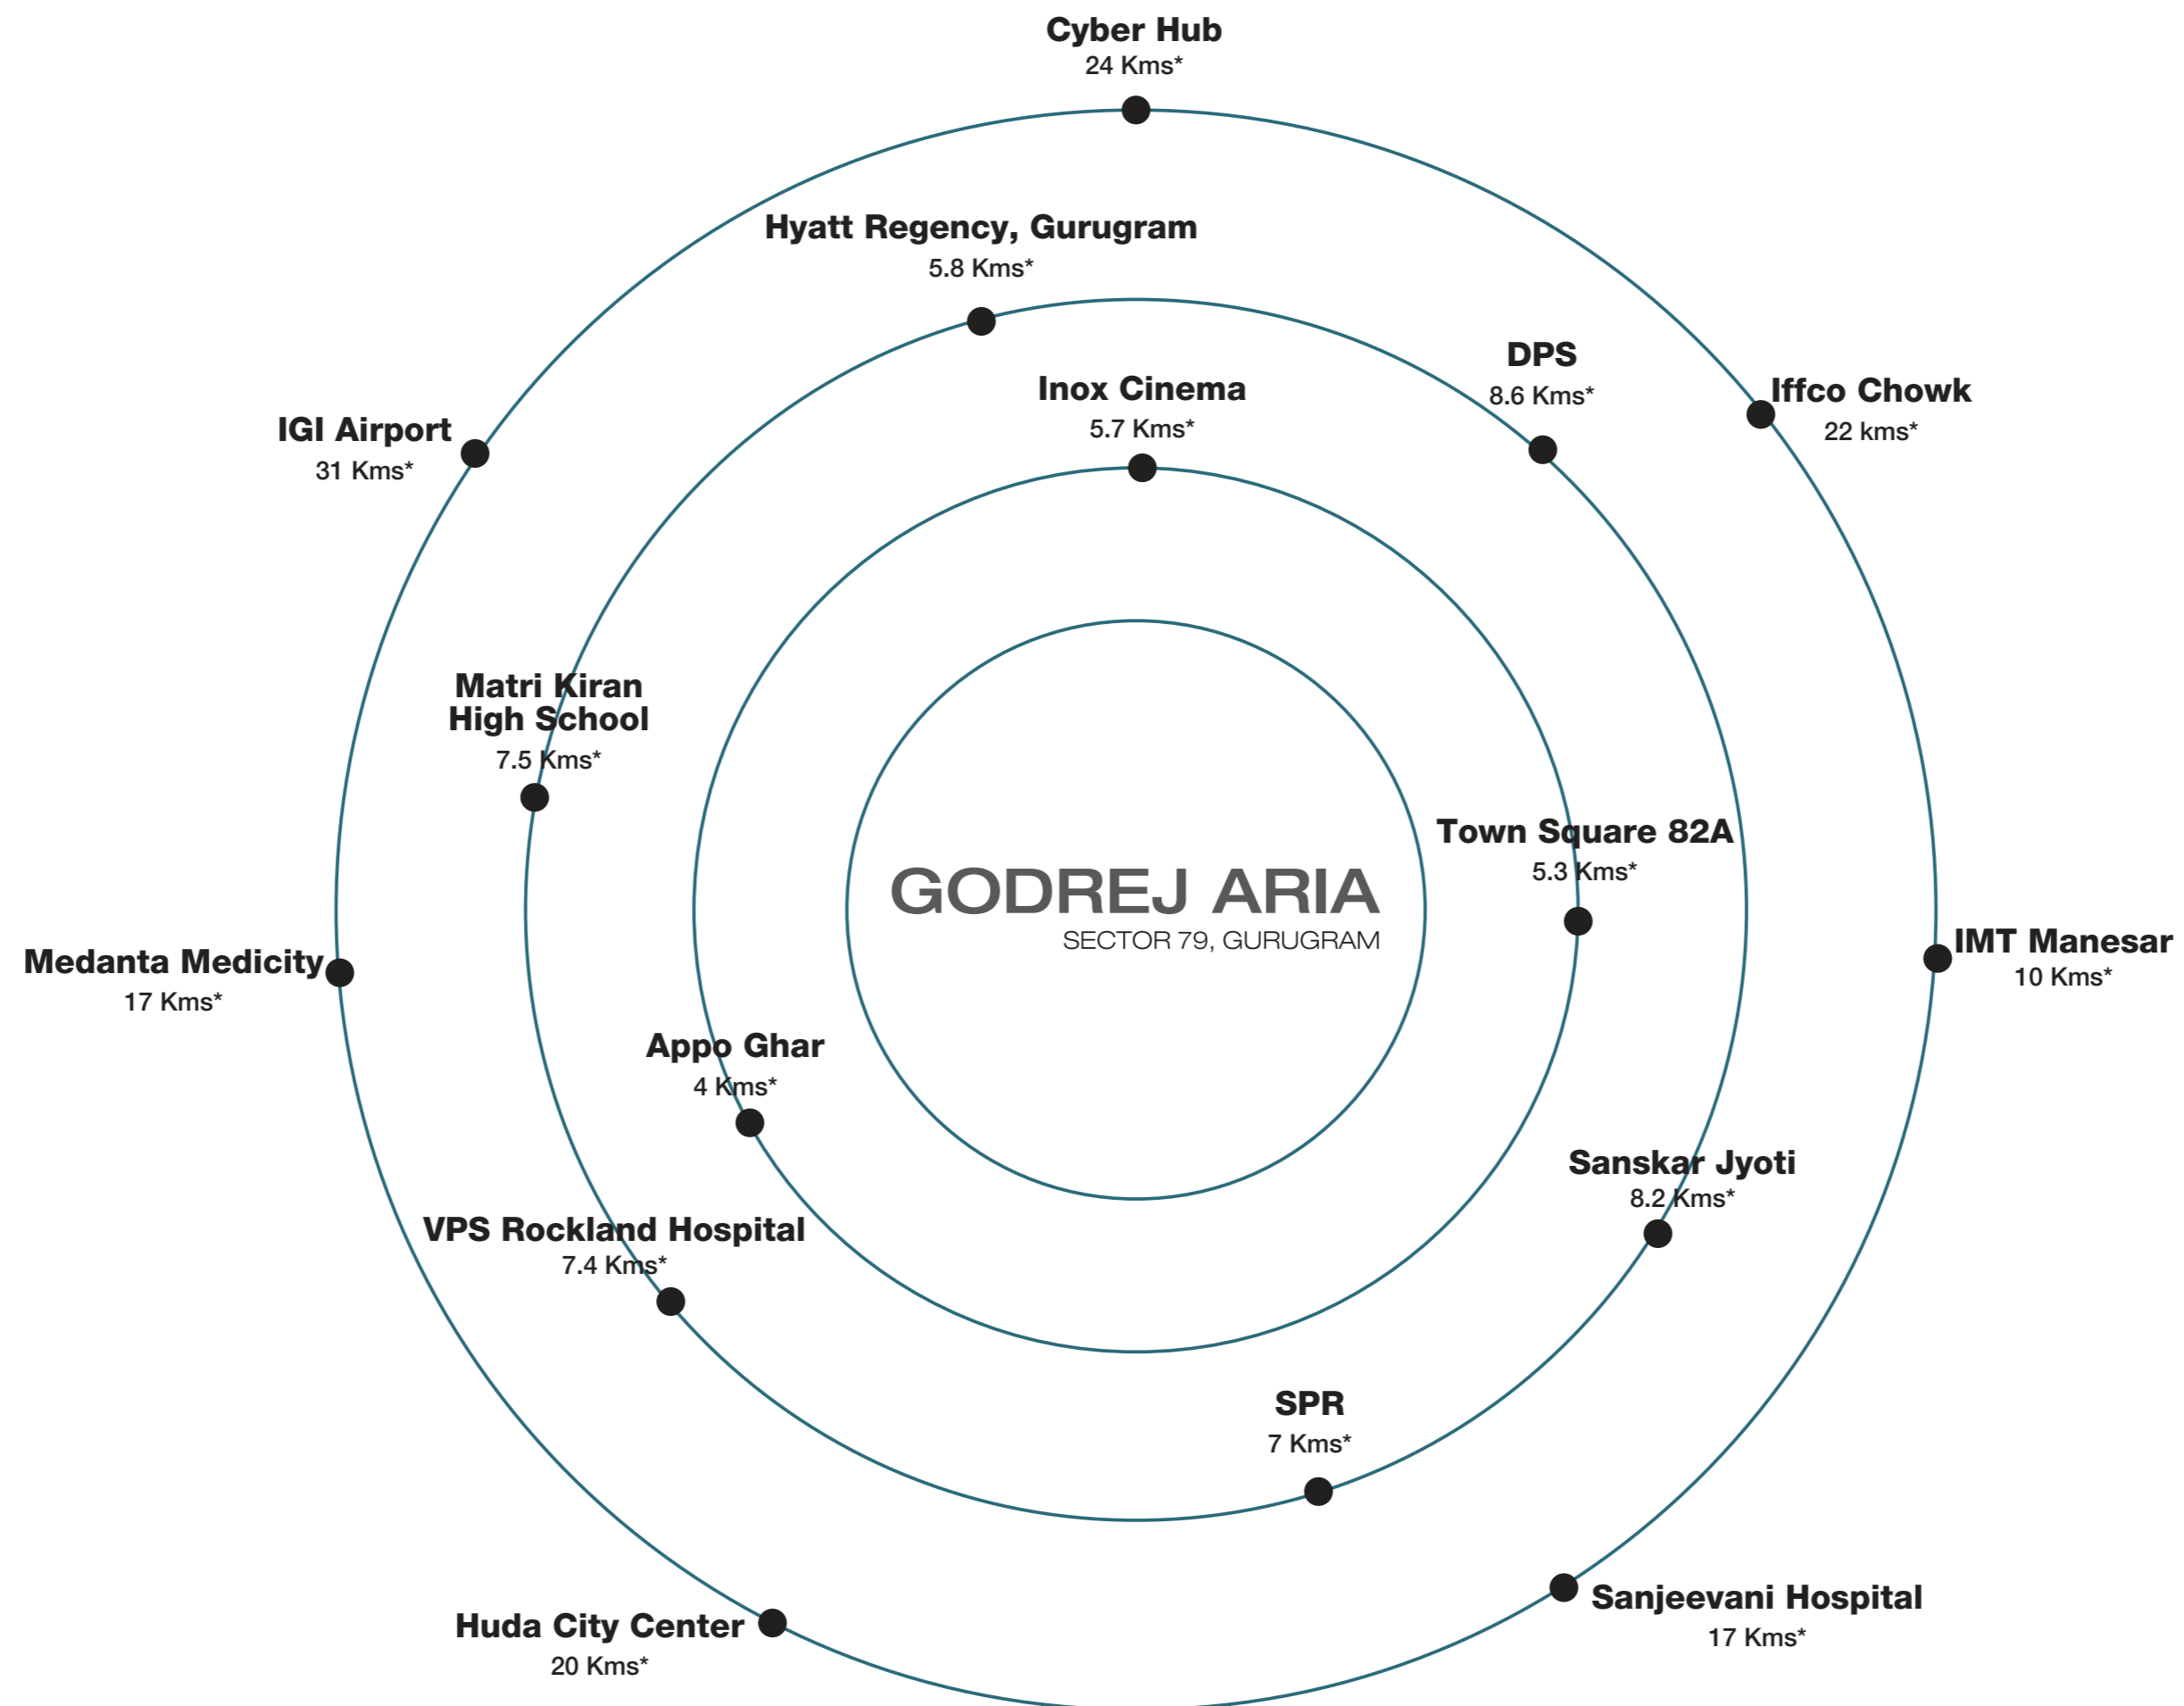 Cyber Hub
24 Kms*
Hyatt Regency, Gurugram
5.8 Kms*
DPS
8.6 Kms*
Inox Cinema
5.7 Kms*
Iffco Chowk
22 kms*
IGI Airport
31 Kms*
Matri Kiran
High School
7.5 Kms*
Town Square 82A
5.3 Kms*
GODREJ ARIA
SECTOR 79, GURUGRAM
Medanta Medicity
17 Kms*
IMT Manesar
10 Kms*
Appo Ghar
4 Kms*
Sanskar Jyoti
8.2 Kms*
VPS Rockland Hospital
7.4 Kms*
SPR
7 Kms*
Sanjeevani Hospital
17 Kms*
Huda City Center
20 Kms*